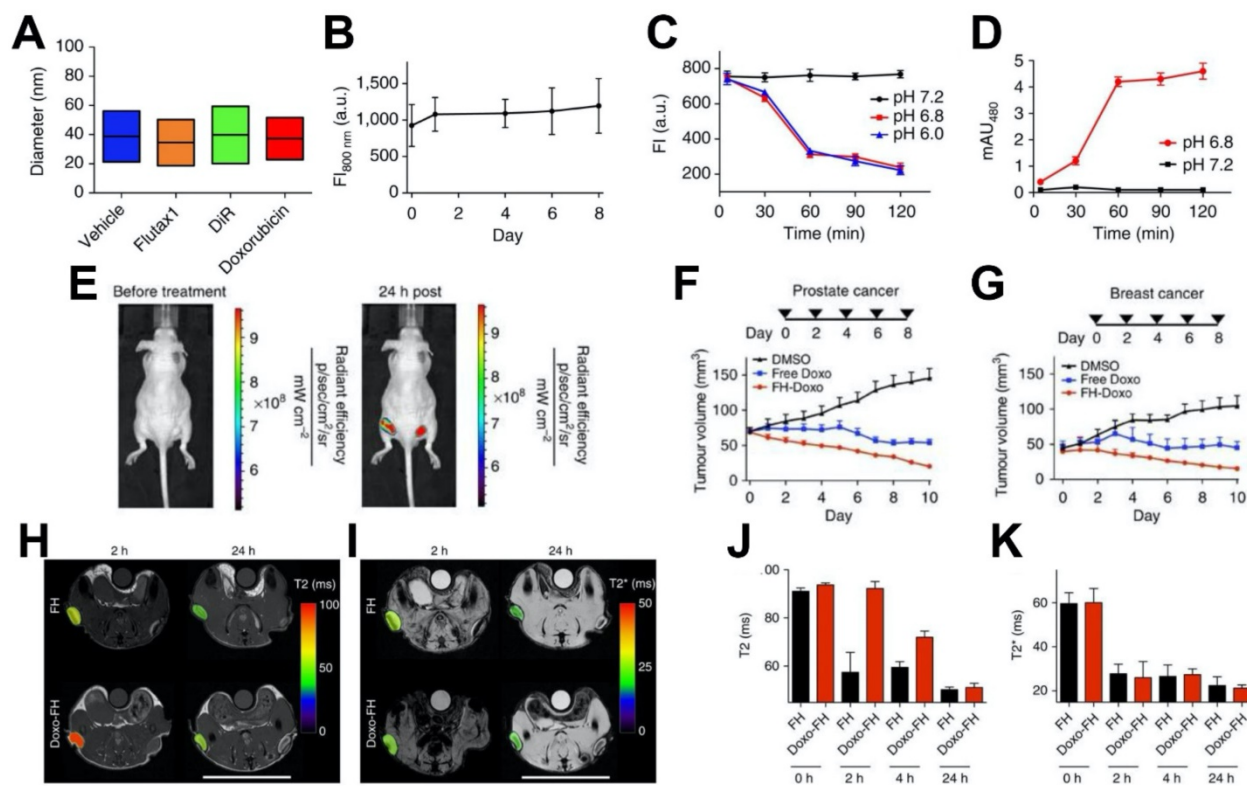 A
Diameter (nm)
100
80
60
40
20
0
Vehicle
Flutax1
DiR
Doxorubicin
B
FI800 nm (a.u.)
1,500
1,000
500
0
0 2 4 6 8
Day
C
FI (a.u.)
800
600
400
200
pH 7.2
pH 6.8
pH 6.0
0 30 60 90 120
Time (min)
D
mAU480
5
4
3
2
1
0
pH 6.8
pH 7.2
0 30 60 90 120
Time (min)
E
Before treatment
9
8
×10⁸
7
6
Radiant efficiency
p/sec/cm²/sr
mW cm⁻²
24 h post
9
8
×10⁸
7
6
Radiant efficiency
p/sec/cm²/sr
mW cm⁻²
F
Prostate cancer
Day 0 2 4 6 8
Tumour volume (mm³)
150
100
50
0
DMSO
Free Doxo
FH-Doxo
0 2 4 6 8 10
Day
G
Breast cancer
Day 0 2 4 6 8
Tumour volume (mm³)
150
100
50
0
DMSO
Free Doxo
FH-Doxo
0 2 4 6 8 10
Day
H
2 h 24 h
FH
Doxo-FH
T2 (ms)
100
50
0
I
2 h 24 h
FH
Doxo-FH
T2* (ms)
50
25
0
J
T2 (ms)
00
80
60
FH Doxo-FH FH Doxo-FH FH Doxo-FH FH Doxo-FH
0 h 2 h 4 h 24 h
K
T2* (ms)
60
40
20
FH Doxo-FH FH Doxo-FH FH Doxo-FH FH Doxo-FH
0 h 2 h 4 h 24 h